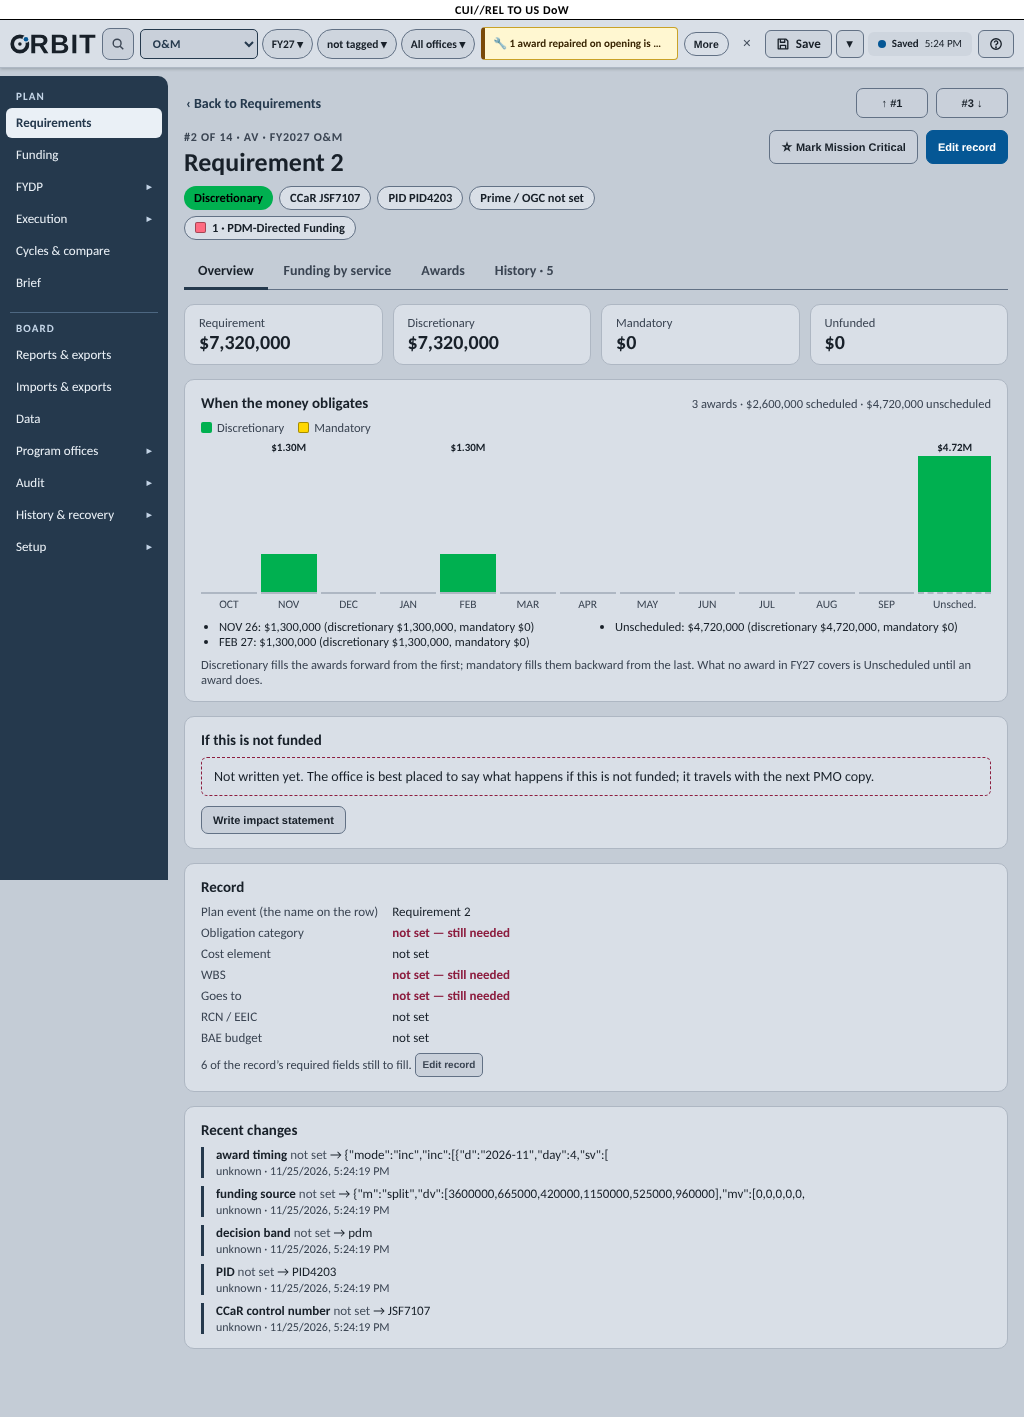 CUI//REL TO US DoW
ORBIT
O&M
FY27 ▾
not tagged ▾
All offices ▾
🔧 1 award repaired on opening is ...
More
×
Save
▾
Saved 5:24 PM
PLAN
Requirements
Funding
FYDP ▸
Execution ▸
Cycles & compare
Brief
BOARD
Reports & exports
Imports & exports
Data
Program offices ▸
Audit ▸
History & recovery ▸
Setup ▸
‹ Back to Requirements
↑ #1
#3 ↓
#2 OF 14 · AV · FY2027 O&M
Requirement 2
☆ Mark Mission Critical
Edit record
Discretionary
CCaR JSF7107
PID PID4203
Prime / OGC not set
1 · PDM-Directed Funding
Overview
Funding by service
Awards
History · 5
Requirement
$7,320,000
Discretionary
$7,320,000
Mandatory
$0
Unfunded
$0
When the money obligates
3 awards · $2,600,000 scheduled · $4,720,000 unscheduled
Discretionary
Mandatory
$1.30M
$1.30M
$4.72M
OCT NOV DEC JAN FEB MAR APR MAY JUN JUL AUG SEP Unsched.
• NOV 26: $1,300,000 (discretionary $1,300,000, mandatory $0)
• FEB 27: $1,300,000 (discretionary $1,300,000, mandatory $0)
• Unscheduled: $4,720,000 (discretionary $4,720,000, mandatory $0)
Discretionary fills the awards forward from the first; mandatory fills them backward from the last. What no award in FY27 covers is Unscheduled until an
award does.
If this is not funded
Not written yet. The office is best placed to say what happens if this is not funded; it travels with the next PMO copy.
Write impact statement
Record
Plan event (the name on the row) Requirement 2
Obligation category not set — still needed
Cost element not set
WBS not set — still needed
Goes to not set — still needed
RCN / EEIC not set
BAE budget not set
6 of the record's required fields still to fill. Edit record
Recent changes
award timing not set → {"mode":"inc","inc":[{"d":"2026-11","day":4,"sv":[
unknown · 11/25/2026, 5:24:19 PM
funding source not set → {"m":"split","dv":[3600000,665000,420000,1150000,525000,960000],"mv":[0,0,0,0,0,
unknown · 11/25/2026, 5:24:19 PM
decision band not set → pdm
unknown · 11/25/2026, 5:24:19 PM
PID not set → PID4203
unknown · 11/25/2026, 5:24:19 PM
CCaR control number not set → JSF7107
unknown · 11/25/2026, 5:24:19 PM